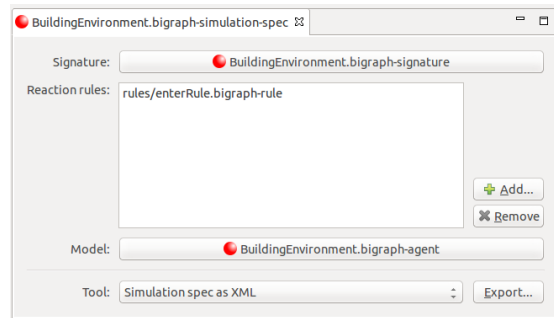 BuildingEnvironment.bigraph-simulation-spec
Signature: BuildingEnvironment.bigraph-signature
Reaction rules: rules/enterRule.bigraph-rule
Add...
Remove
Model: BuildingEnvironment.bigraph-agent
Tool: Simulation spec as XML Export...